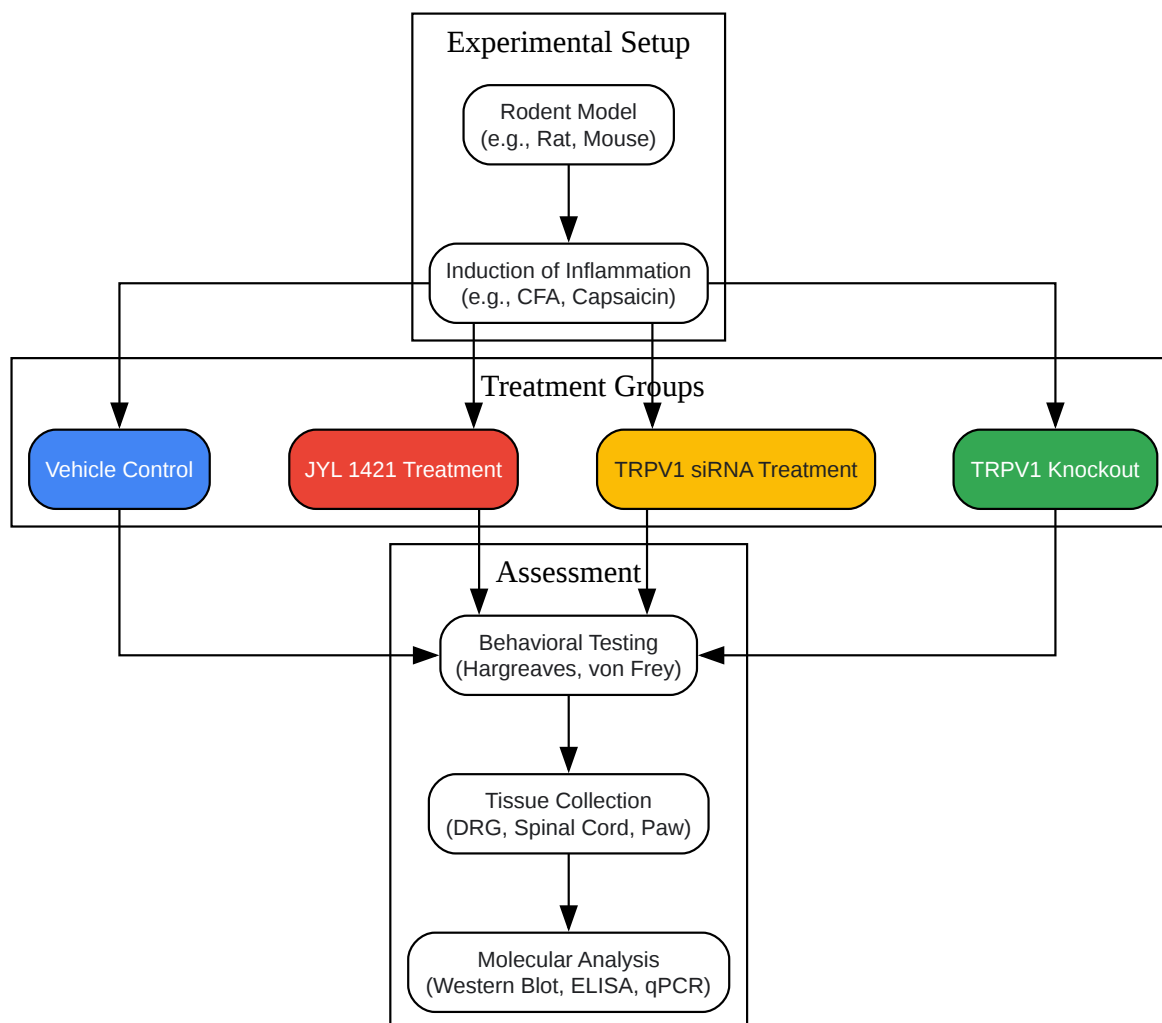 Experimental Setup
Rodent Model
(e.g., Rat, Mouse)
Induction of Inflammation
(e.g., CFA, Capsaicin)
Treatment Groups
Vehicle Control
JYL 1421 Treatment
TRPV1 siRNA Treatment
TRPV1 Knockout
Assessment
Behavioral Testing
(Hargreaves, von Frey)
Tissue Collection
(DRG, Spinal Cord, Paw)
Molecular Analysis
(Western Blot, ELISA, qPCR)